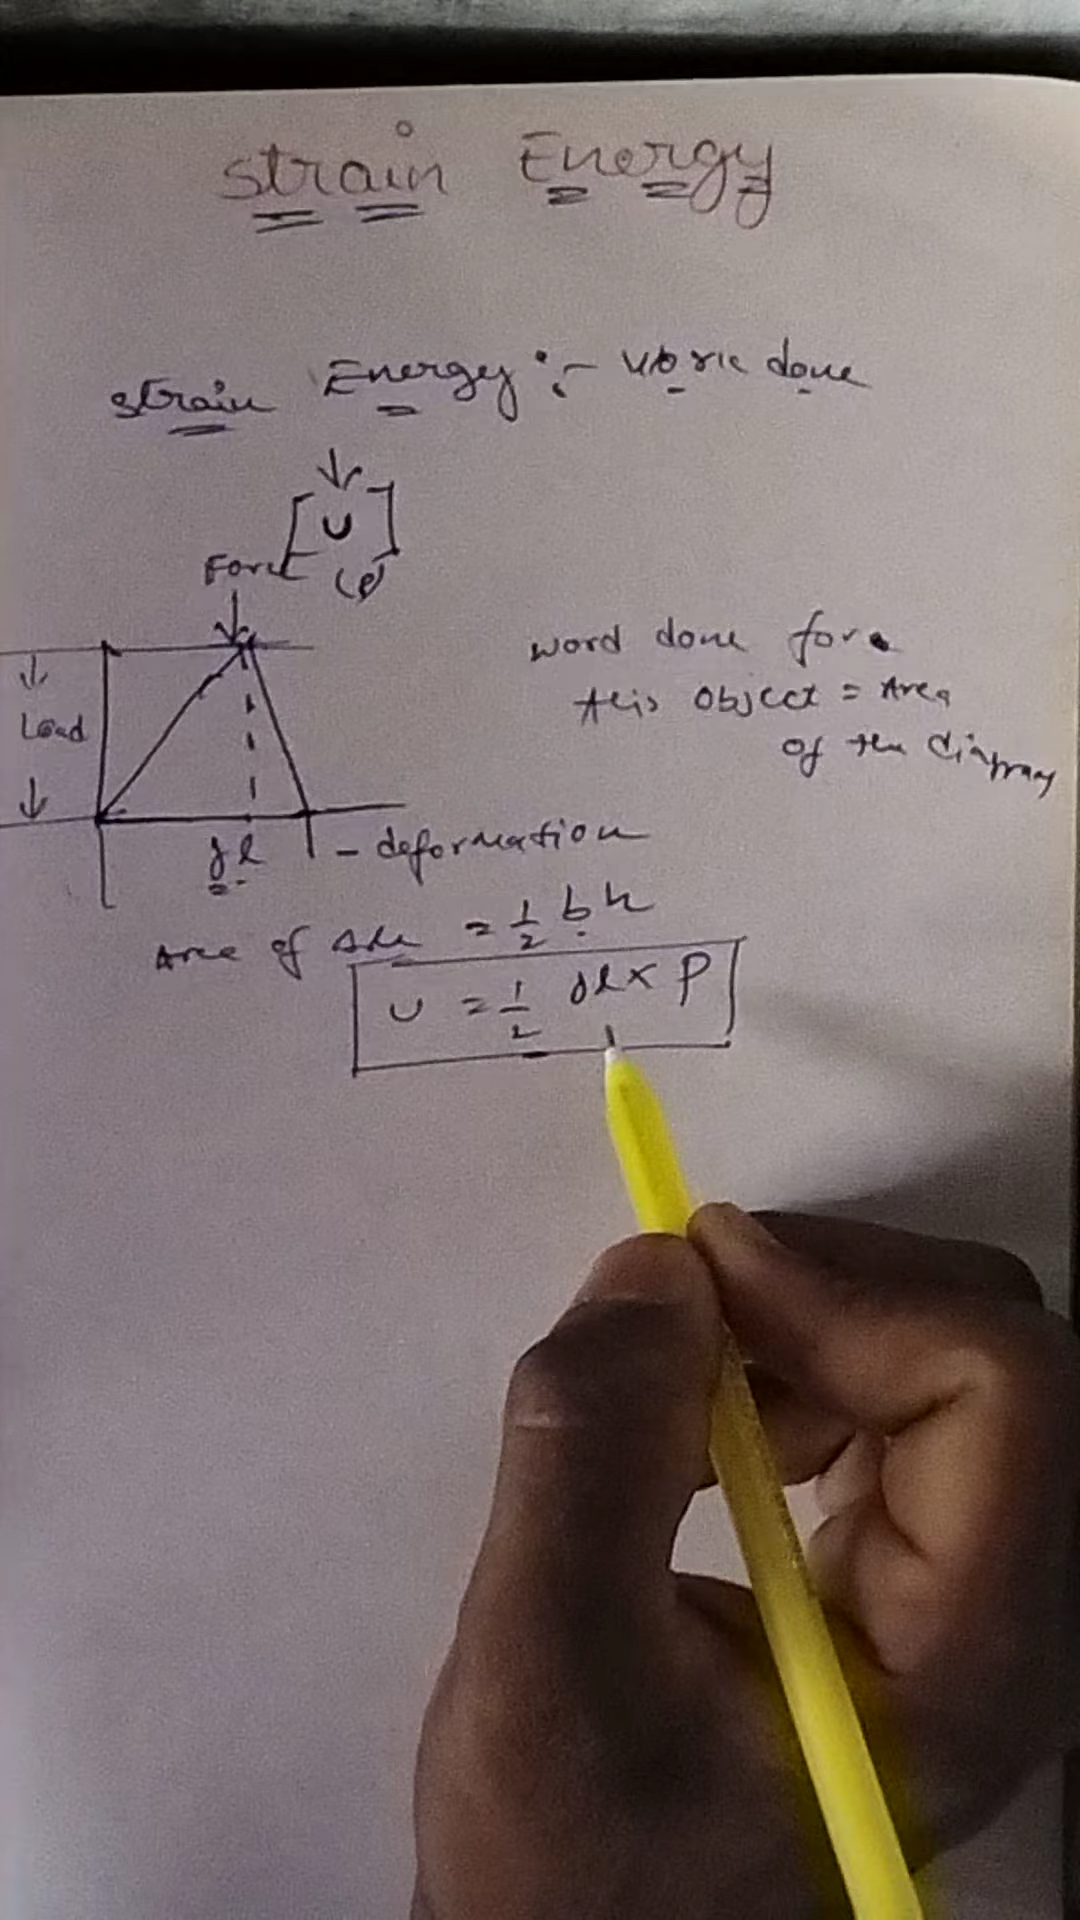 Strain Energy
Strain Energy :- work done
↓
[U]
Force (P)
↓
↓
Load
↓
word done for
this object = Area
of the diagram
δl - deformation
Area of Δle = 1/2 bh
U = 1/2 δl x P